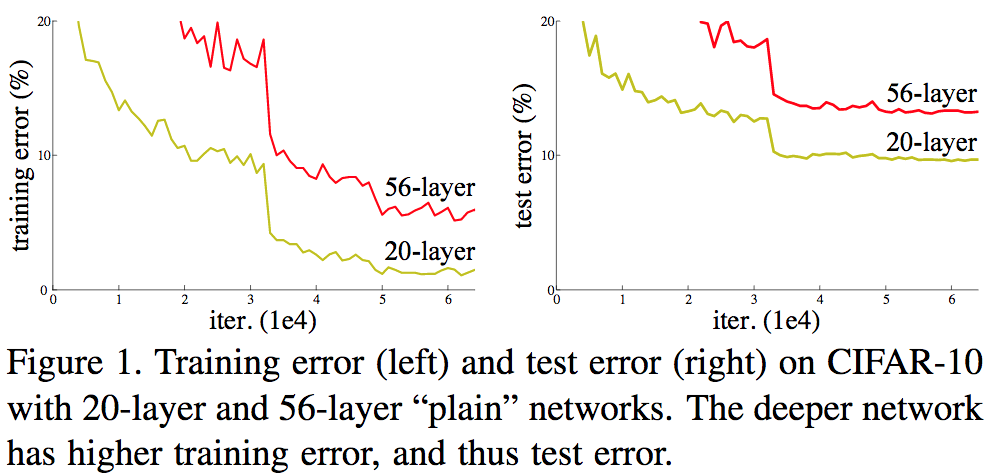 training error (%)
20
10
0
0 1 2 3 4 5 6
iter. (1e4)
56-layer
20-layer
test error (%)
20
10
0
0 1 2 3 4 5 6
iter. (1e4)
56-layer
20-layer
Figure 1. Training error (left) and test error (right) on CIFAR-10
with 20-layer and 56-layer “plain” networks. The deeper network
has higher training error, and thus test error.